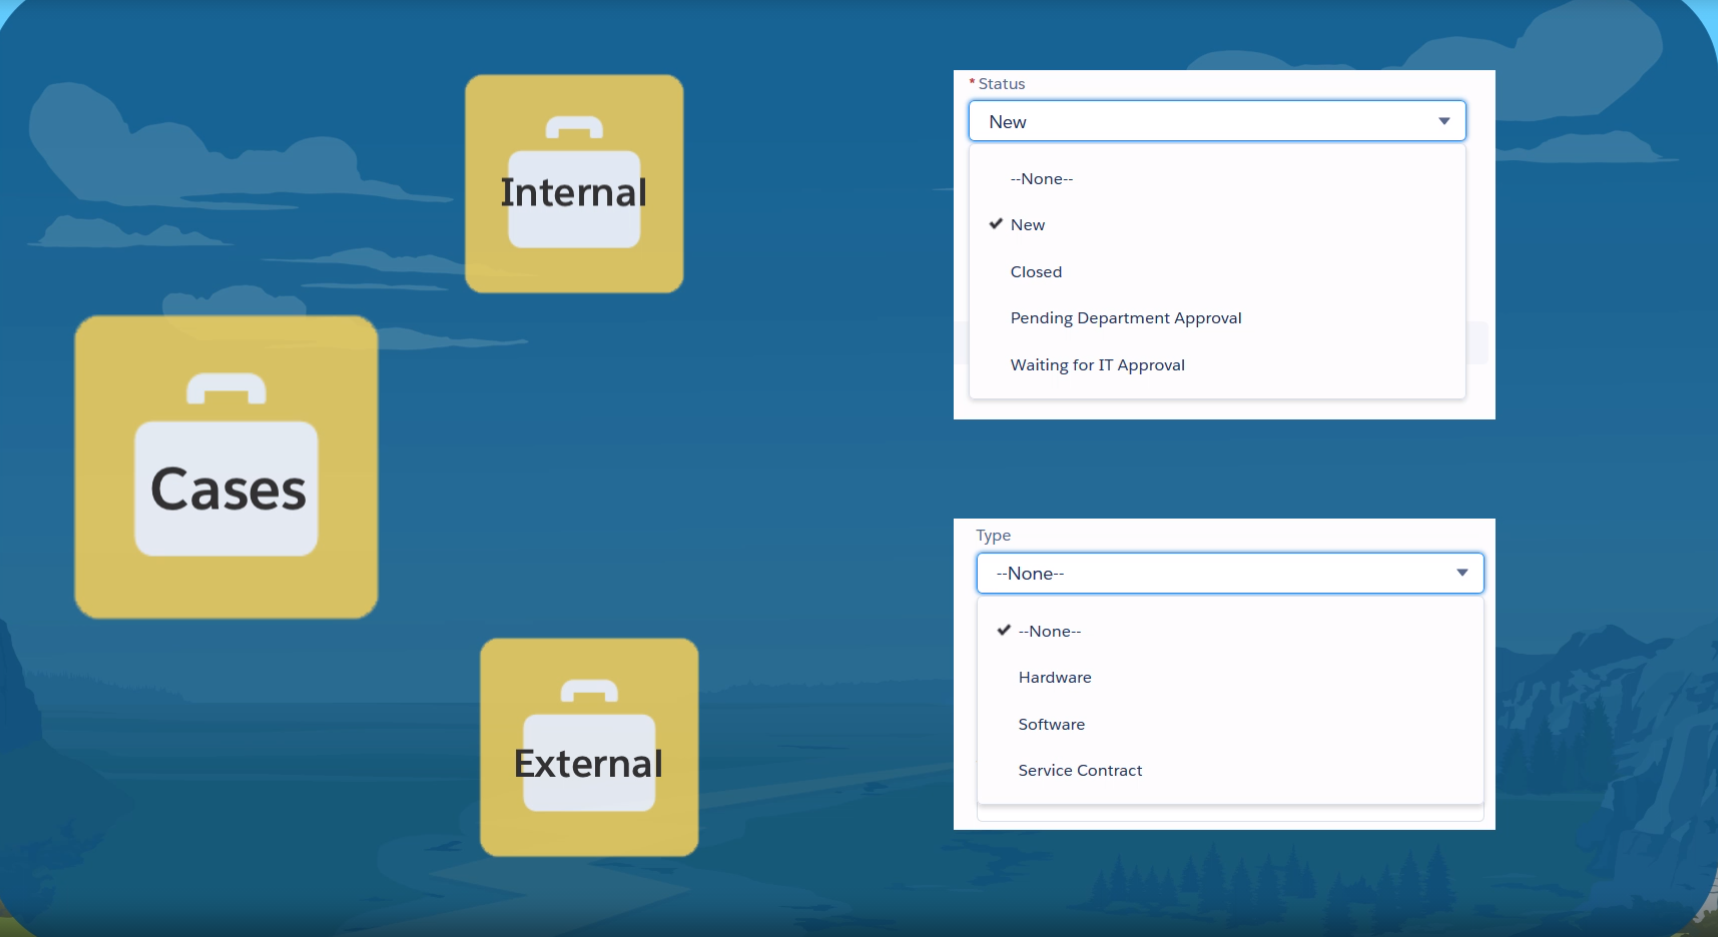 Internal
Cases
External
* Status
New
--None--
New
Closed
Pending Department Approval
Waiting for IT Approval
Type
--None--
--None--
Hardware
Software
Service Contract